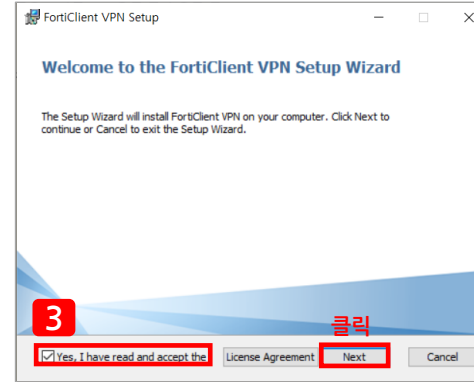 FortiClient VPN Setup
Welcome to the FortiClient VPN Setup Wizard
The Setup Wizard will install FortiClient VPN on your computer. Click Next to
continue or Cancel to exit the Setup Wizard.
3
클릭
Yes, I have read and accept the License Agreement Next Cancel